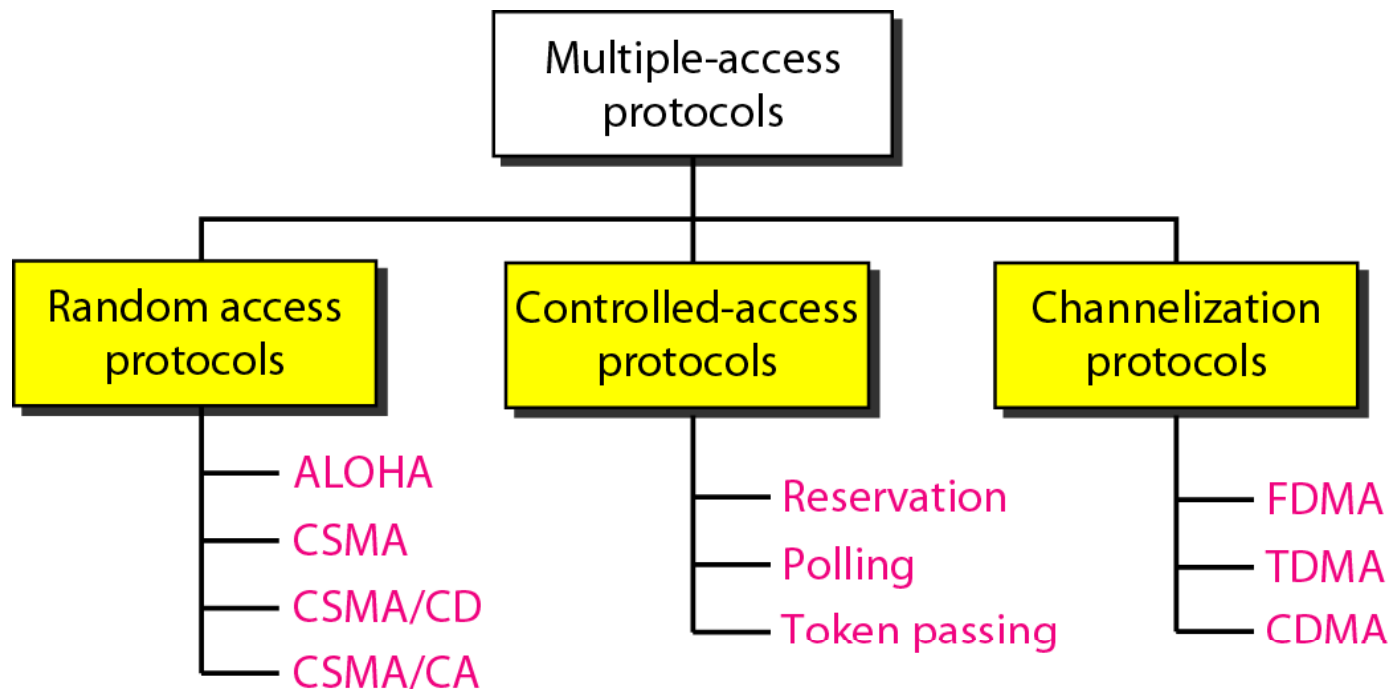 Multiple-access
protocols
Random access
protocols
Controlled-access
protocols
Channelization
protocols
ALOHA
CSMA
CSMA/CD
CSMA/CA
Reservation
Polling
Token passing
FDMA
TDMA
CDMA